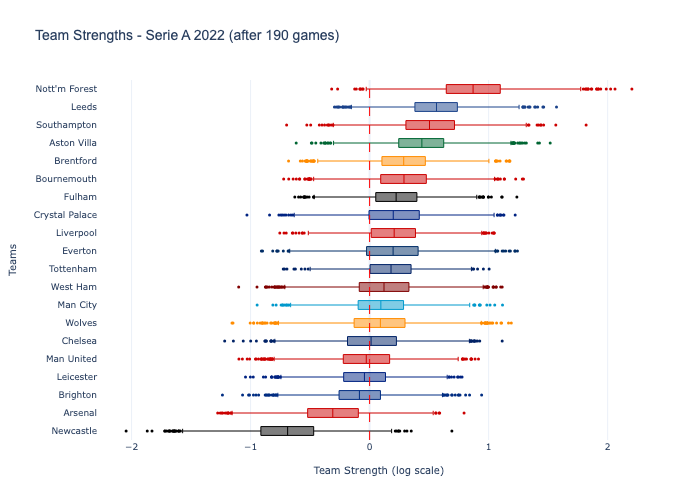 Team Strengths - Serie A 2022 (after 190 games)
Nott'm Forest
Leeds
Southampton
Aston Villa
Brentford
Bournemouth
Fulham
Crystal Palace
Liverpool
Everton
Tottenham
West Ham
Man City
Wolves
Chelsea
Man United
Leicester
Brighton
Arsenal
Newcastle
Teams
−2 −1 0 1 2
Team Strength (log scale)